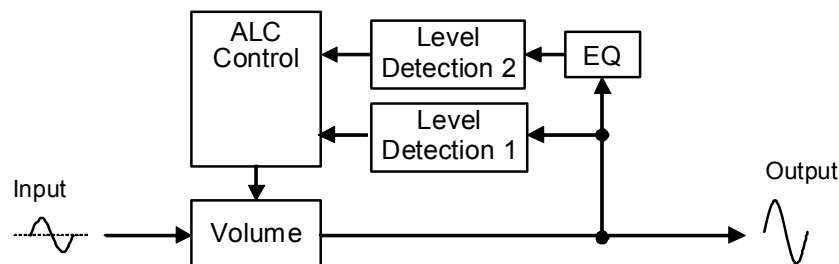 ALC
Control
Level
Detection 2
EQ
Level
Detection 1
Input
Output
Volume